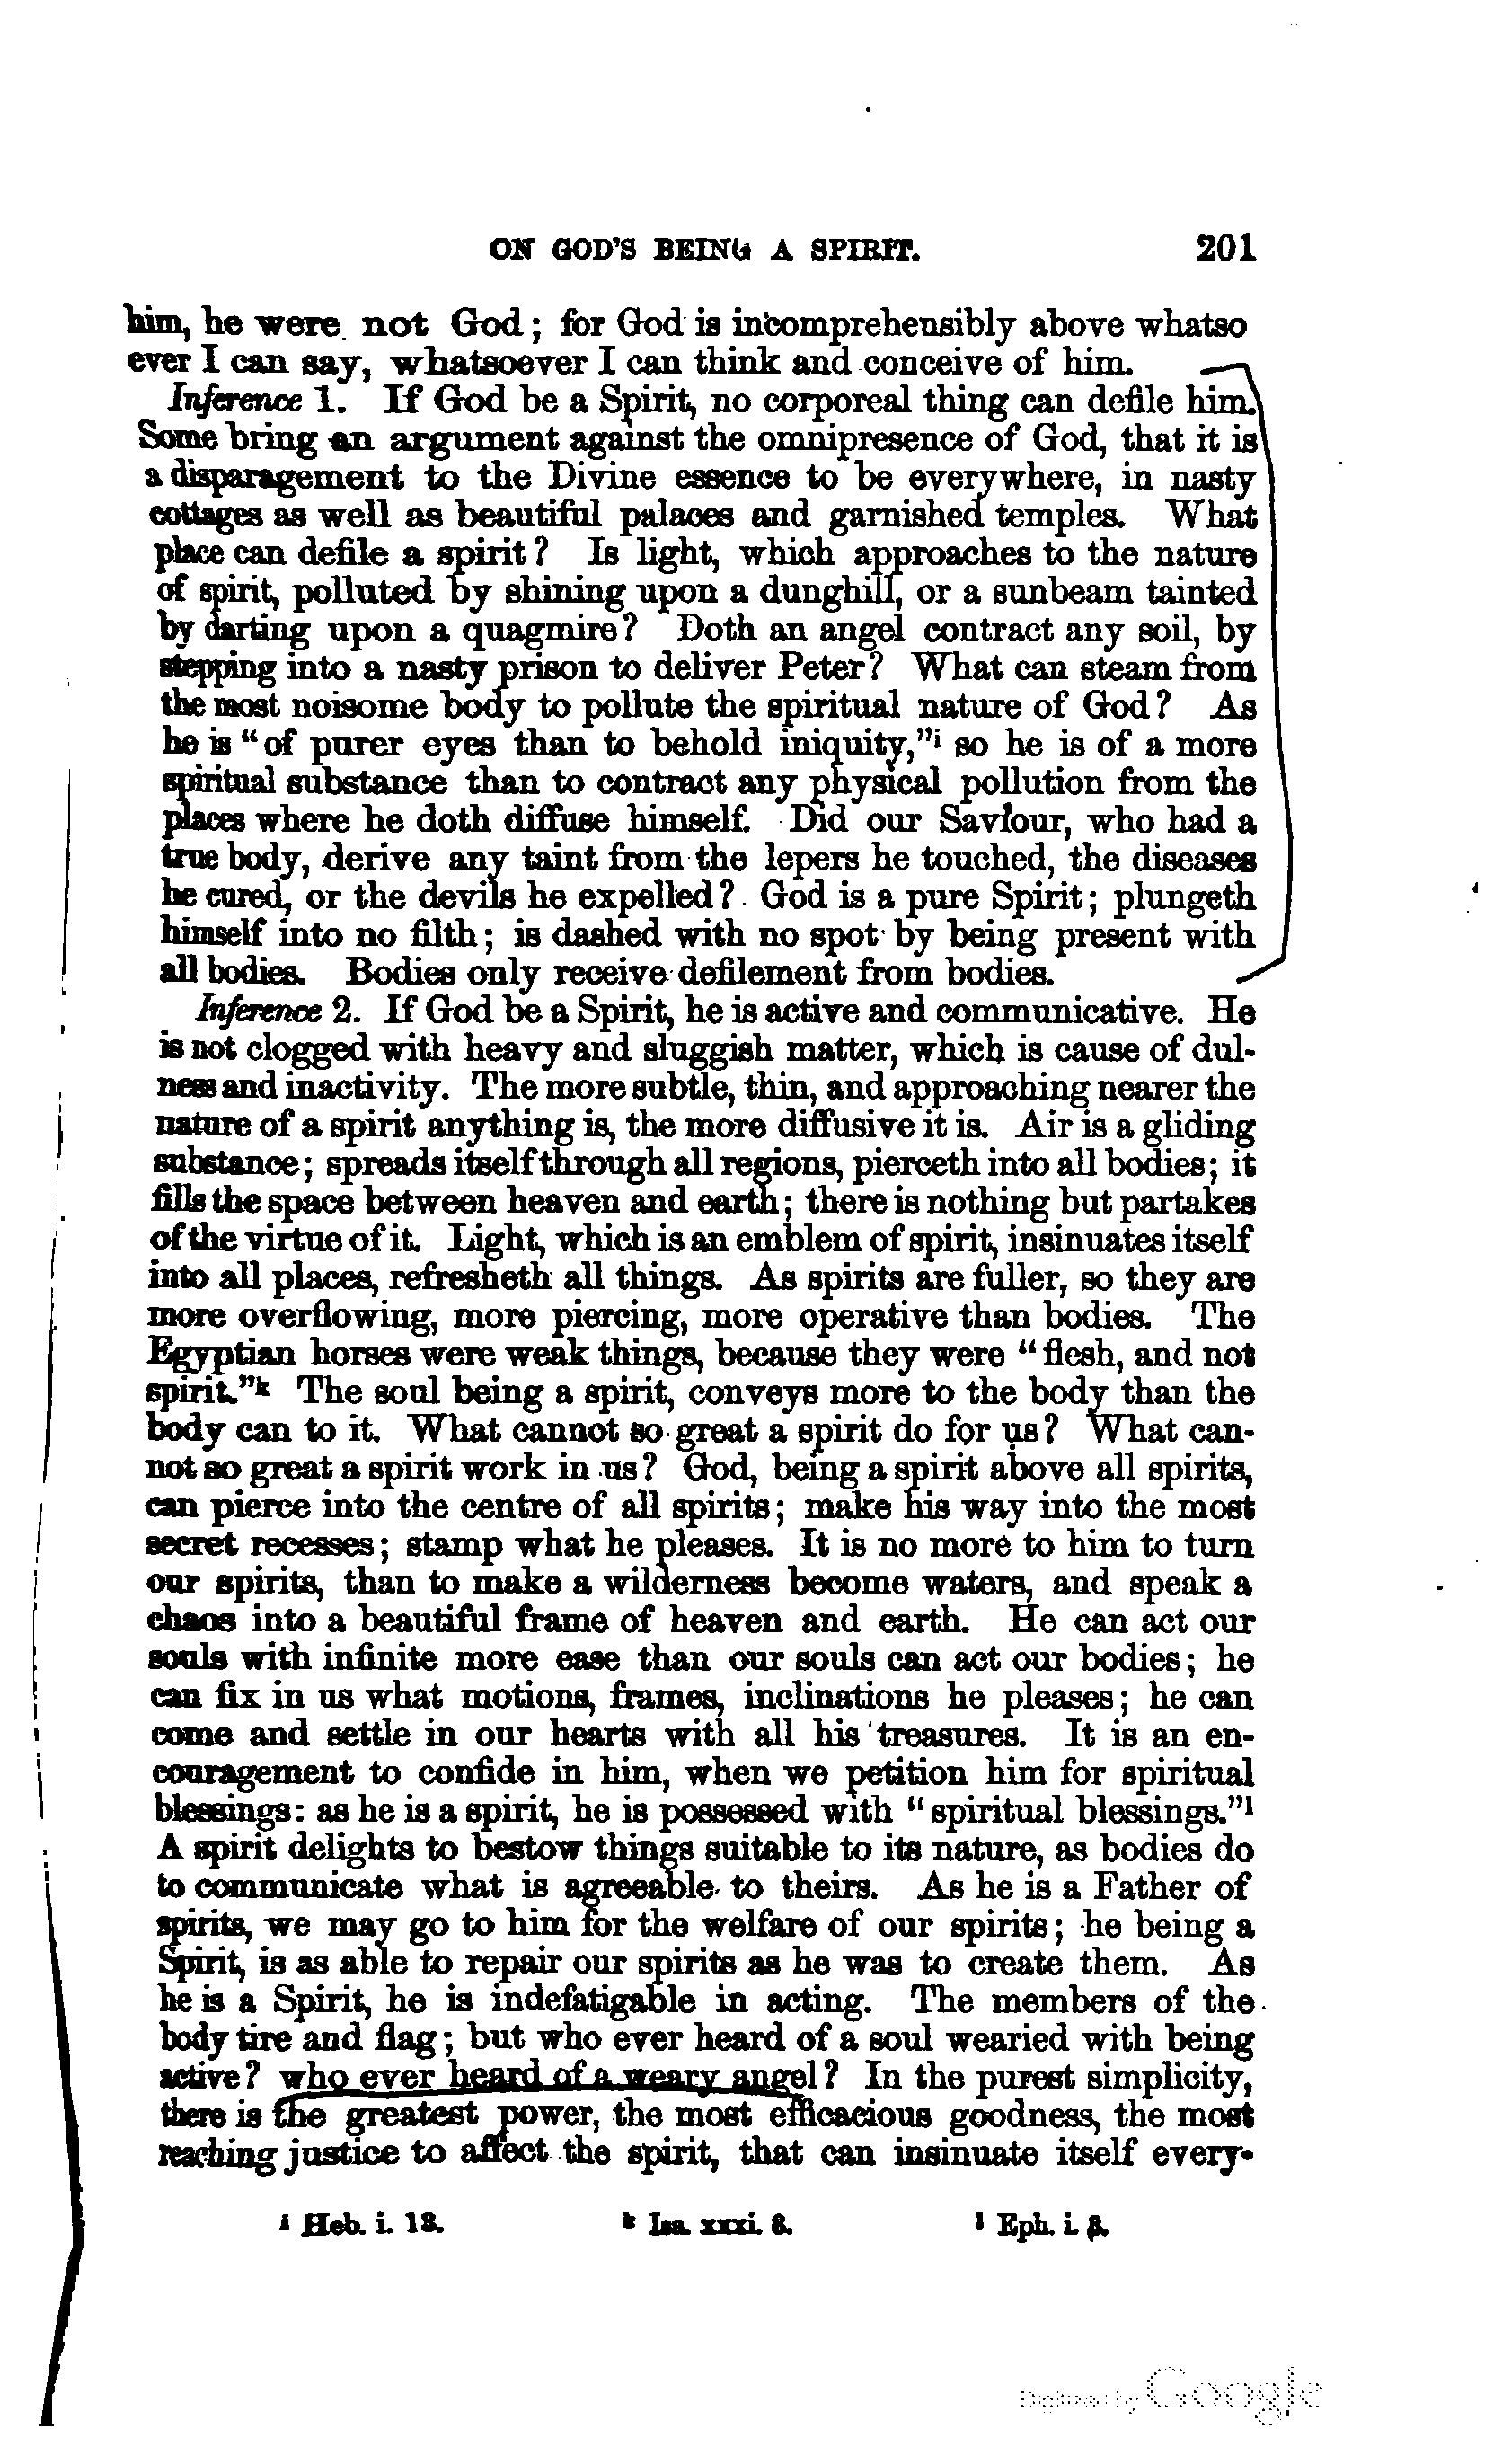 ON GOD'S BEING A SPIRIT. 201
him, he were not God; for God is incomprehensibly above whatso
ever I can say, whatsoever I can think and conceive of him.
Inference 1. If God be a Spirit, no corporeal thing can defile him.
Some bring an argument against the omnipresence of God, that it is
a disparagement to the Divine essence to be everywhere, in nasty
cottages as well as beautiful palaces and garnished temples. What
place can defile a spirit? Is light, which approaches to the nature
of spirit, polluted by shining upon a dunghill, or a sunbeam tainted
by darting upon a quagmire? Doth an angel contract any soil, by
stepping into a nasty prison to deliver Peter? What can steam from
the most noisome body to pollute the spiritual nature of God? As
he is "of purer eyes than to behold iniquity,"i so he is of a more
spiritual substance than to contract any physical pollution from the
places where he doth diffuse himself. Did our Saviour, who had a
true body, derive any taint from the lepers he touched, the diseases
he cured, or the devils he expelled? God is a pure Spirit; plungeth
himself into no filth; is dashed with no spot by being present with
all bodies. Bodies only receive defilement from bodies.
Inference 2. If God be a Spirit, he is active and communicative. He
is not clogged with heavy and sluggish matter, which is cause of dul-
ness and inactivity. The more subtle, thin, and approaching nearer the
nature of a spirit anything is, the more diffusive it is. Air is a gliding
substance; spreads itself through all regions, pierceth into all bodies; it
fills the space between heaven and earth; there is nothing but partakes
of the virtue of it. Light, which is an emblem of spirit, insinuates itself
into all places, refresheth all things. As spirits are fuller, so they are
more overflowing, more piercing, more operative than bodies. The
Egyptian horses were weak things, because they were "flesh, and not
spirit."k The soul being a spirit, conveys more to the body than the
body can to it. What cannot so great a spirit do for us? What can-
not so great a spirit work in us? God, being a spirit above all spirits,
can pierce into the centre of all spirits; make his way into the most
secret recesses; stamp what he pleases. It is no more to him to turn
our spirits, than to make a wilderness become waters, and speak a
chaos into a beautiful frame of heaven and earth. He can act our
souls with infinite more ease than our souls can act our bodies; he
can fix in us what motions, frames, inclinations he pleases; he can
come and settle in our hearts with all his treasures. It is an en-
couragement to confide in him, when we petition him for spiritual
blessings: as he is a spirit, he is possessed with "spiritual blessings."l
A spirit delights to bestow things suitable to its nature, as bodies do
to communicate what is agreeable to theirs. As he is a Father of
spirits, we may go to him for the welfare of our spirits; he being a
Spirit, is as able to repair our spirits as he was to create them. As
he is a Spirit, he is indefatigable in acting. The members of the
body tire and flag; but who ever heard of a soul wearied with being
active? who ever heard of a weary angel? In the purest simplicity,
there is the greatest power, the most efficacious goodness, the most
reaching justice to affect the spirit, that can insinuate itself every-
i Heb. i. 13. k Isa. xxxi. 3. l Eph. i. 3.
Digitized by Google